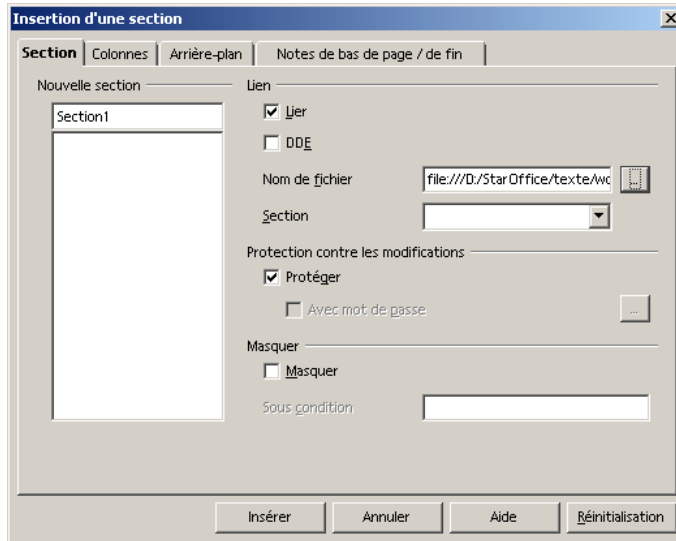 Insertion d'une section
Section Colonnes Arrière-plan Notes de bas de page / de fin
Nouvelle section
Section1
Lien
Lier
DDE
Nom de fichier file:///D:/StarOffice/texte/wo ...
Section
Protection contre les modifications
Protéger
Avec mot de passe ...
Masquer
Masquer
Sous condition
Insérer Annuler Aide Réinitialisation